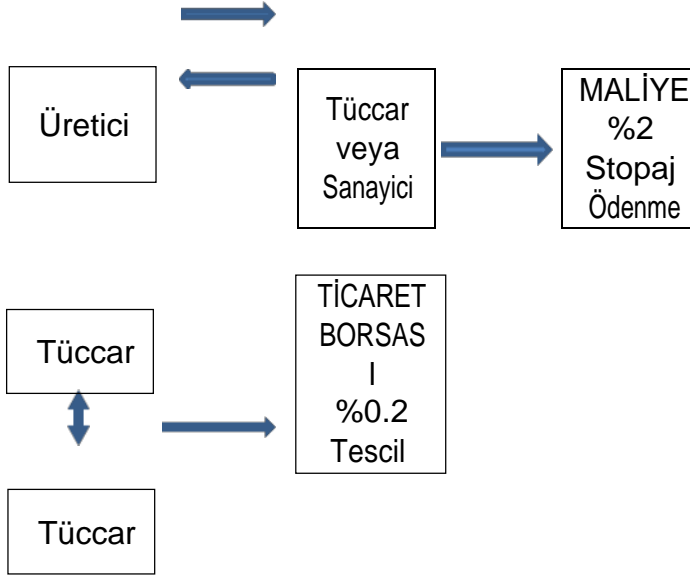 Üretici
Tüccar
veya
Sanayici
MALİYE
%2
Stopaj
Ödenme
Tüccar
TİCARET
BORSAS
I
%0.2
Tescil
Tüccar